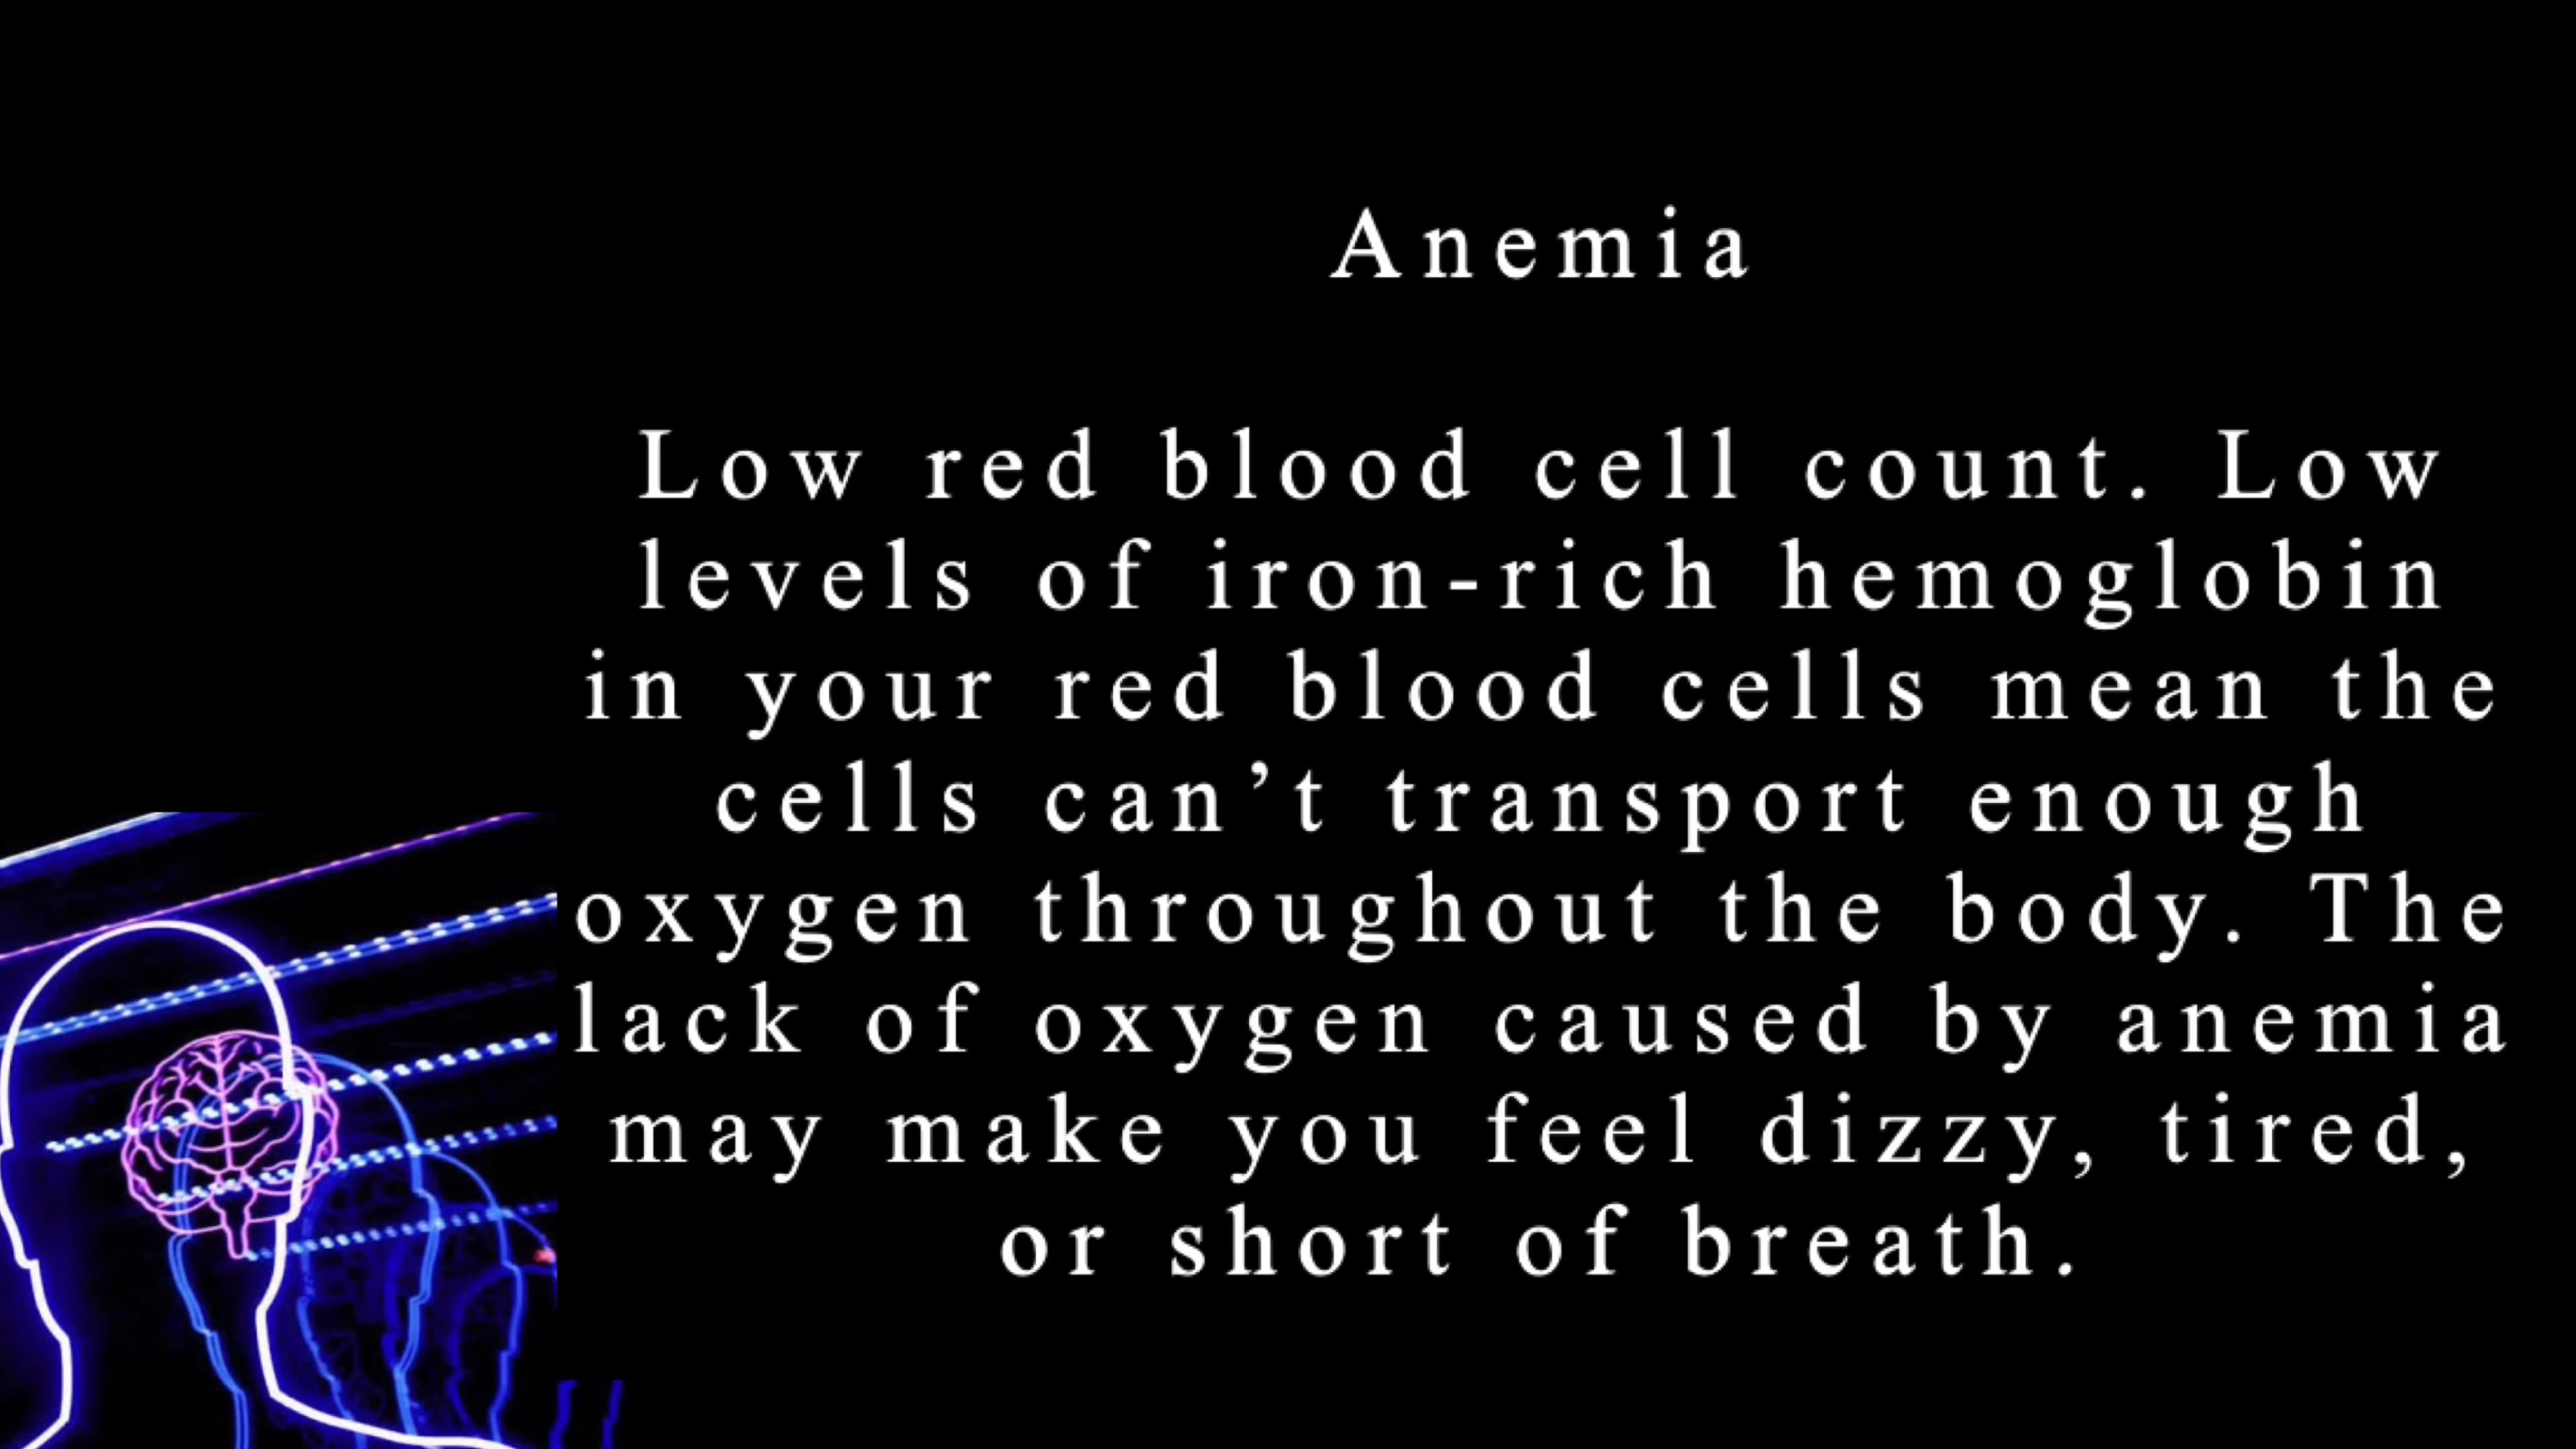 Anemia
Low red blood cell count. Low
levels of iron-rich hemoglobin
in your red blood cells mean the
cells can’t transport enough
oxygen throughout the body. The
lack of oxygen caused by anemia
may make you feel dizzy, tired,
or short of breath.